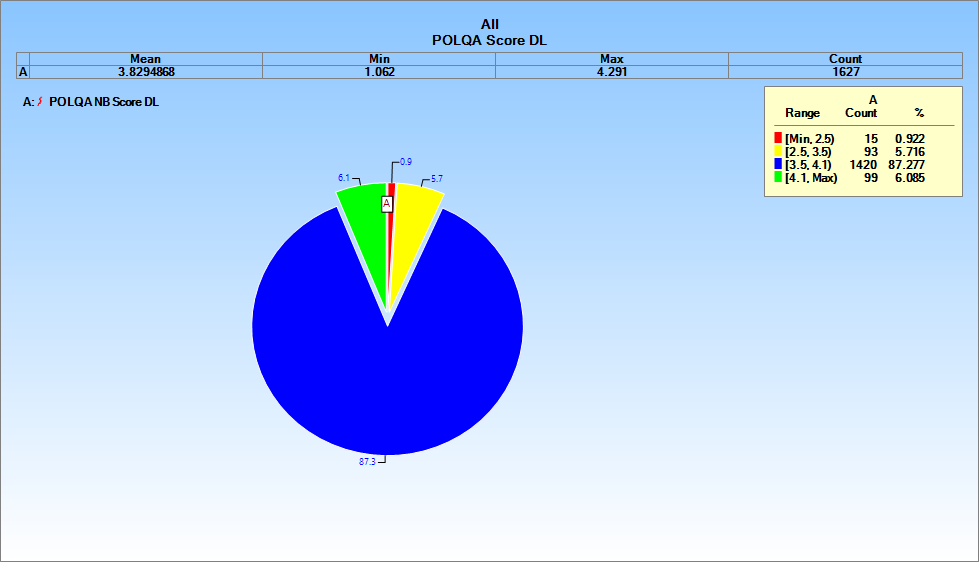 All
POLQA Score DL
Mean Min Max Count
A 3.8294868 1.062 4.291 1627
A: POLQA NB Score DL
A
Range Count %
[Min, 2.5) 15 0.922
[2.5, 3.5) 93 5.716
[3.5, 4.1) 1420 87.277
[4.1, Max) 99 6.085
0.9
6.1
5.7
A
87.3